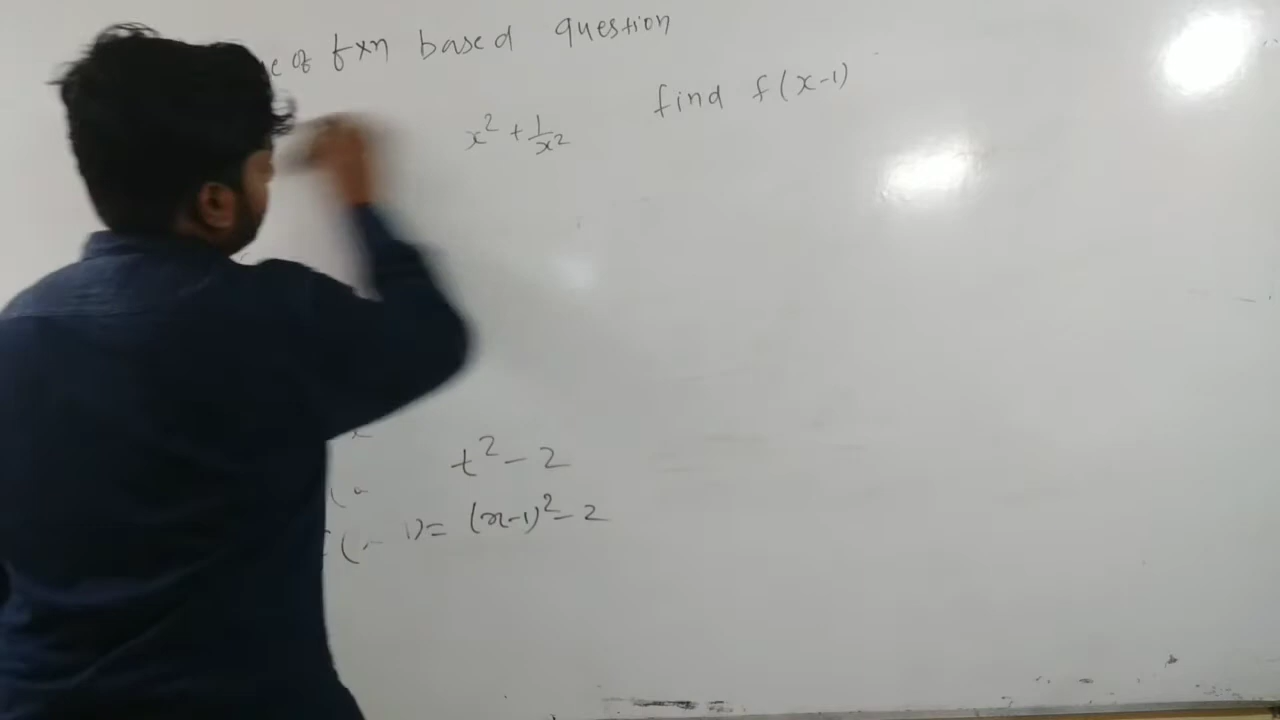 of fxn based question
x² + 1/x² find f(x-1)
t² - 2
1) = (x-1)² - 2